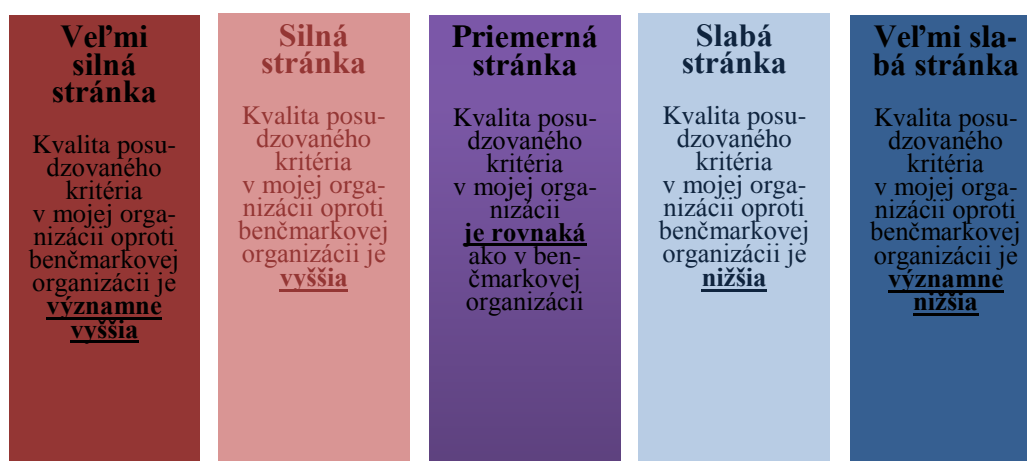 Veľmi
silná
stránka
Kvalita posu-
dzovaného
kritéria
v mojej orga-
nizácii oproti
benčmarkovej
organizácii je
významne
vyššia
Silná
stránka
Kvalita posu-
dzovaného
kritéria
v mojej orga-
nizácii oproti
benčmarkovej
organizácii je
vyššia
Priemerná
stránka
Kvalita posu-
dzovaného
kritéria
v mojej orga-
nizácii
je rovnaká
ako v ben-
čmarkovej
organizácii
Slabá
stránka
Kvalita posu-
dzovaného
kritéria
v mojej orga-
nizácii oproti
benčmarkovej
organizácii je
nižšia
Veľmi sla-
bá stránka
Kvalita posu-
dzovaného
kritéria
v mojej orga-
nizácii oproti
benčmarkovej
organizácii je
významne
nižšia